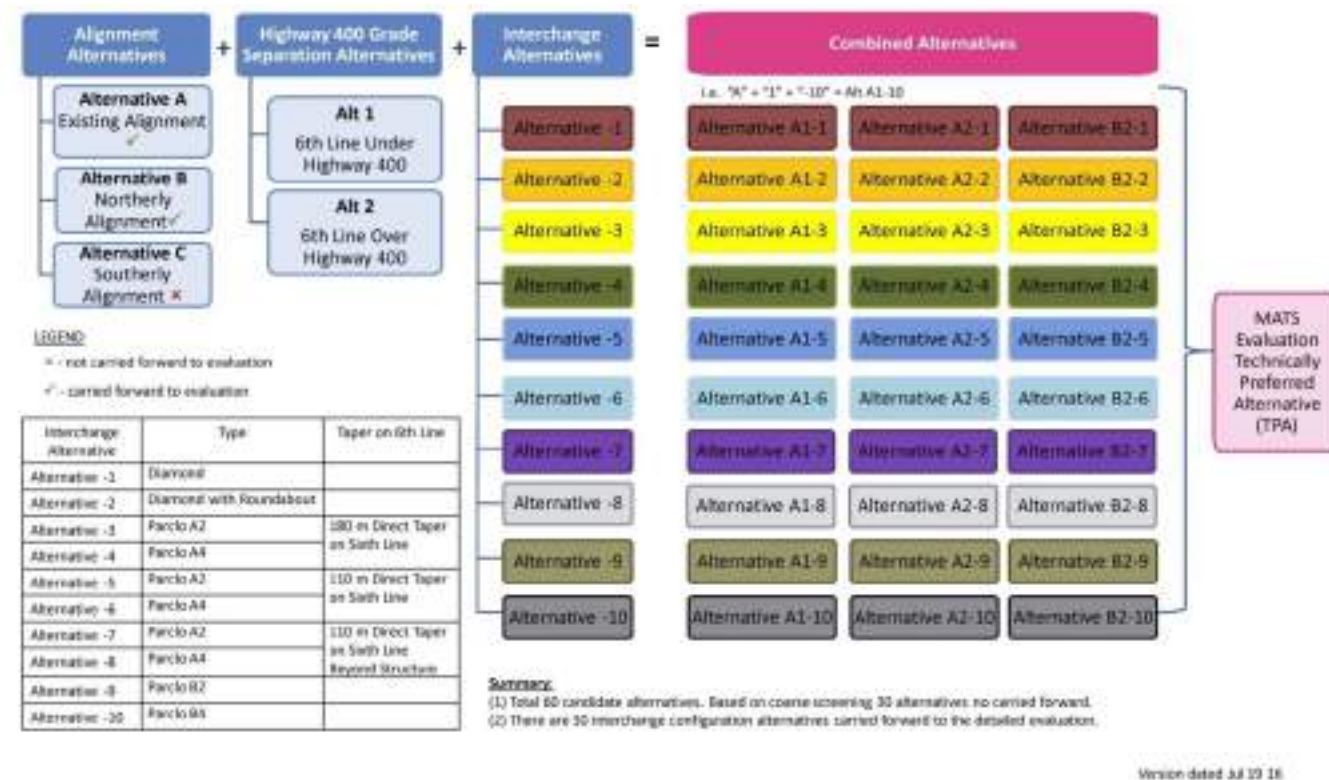 Alignment
Alternatives
+
Highway 400 Grade
Separation Alternatives
+
Interchange
Alternatives
=
Combined Alternatives
i.e. "A" + "1" + "-10" = Alt A1-10
Alternative A
Existing Alignment
✓
Alternative B
Northerly
Alignment✓
Alternative C
Southerly
Alignment ×
Alt 1
6th Line Under
Highway 400
Alt 2
6th Line Over
Highway 400
Alternative -1 Alternative A1-1 Alternative A2-1 Alternative B2-1
Alternative -2 Alternative A1-2 Alternative A2-2 Alternative B2-2
Alternative -3 Alternative A1-3 Alternative A2-3 Alternative B2-3
Alternative -4 Alternative A1-4 Alternative A2-4 Alternative B2-4
Alternative -5 Alternative A1-5 Alternative A2-5 Alternative B2-5
Alternative -6 Alternative A1-6 Alternative A2-6 Alternative B2-6
Alternative -7 Alternative A1-7 Alternative A2-7 Alternative B2-7
Alternative -8 Alternative A1-8 Alternative A2-8 Alternative B2-8
Alternative -9 Alternative A1-9 Alternative A2-9 Alternative B2-9
Alternative -10 Alternative A1-10 Alternative A2-10 Alternative B2-10
MATS
Evaluation
Technically
Preferred
Alternative
(TPA)
LEGEND
× - not carried forward to evaluation
✓ - carried forward to evaluation
Interchange
Alternative
Type
Taper on 6th Line
Alternative -1 Diamond
Alternative -2 Diamond with Roundabout
Alternative -3 Parclo A2
Alternative -4 Parclo A4
180 m Direct Taper
on Sixth Line
Alternative -5 Parclo A2
Alternative -6 Parclo A4
110 m Direct Taper
on Sixth Line
Alternative -7 Parclo A2
Alternative -8 Parclo A4
110 m Direct Taper
on Sixth Line
Beyond Structure
Alternative -9 Parclo B2
Alternative -10 Parclo B4
Summary:
(1) Total 60 candidate alternatives. Based on coarse screening 30 alternatives no carried forward.
(2) There are 30 interchange configuration alternatives carried forward to the detailed evaluation.
Version dated Jul 19 16